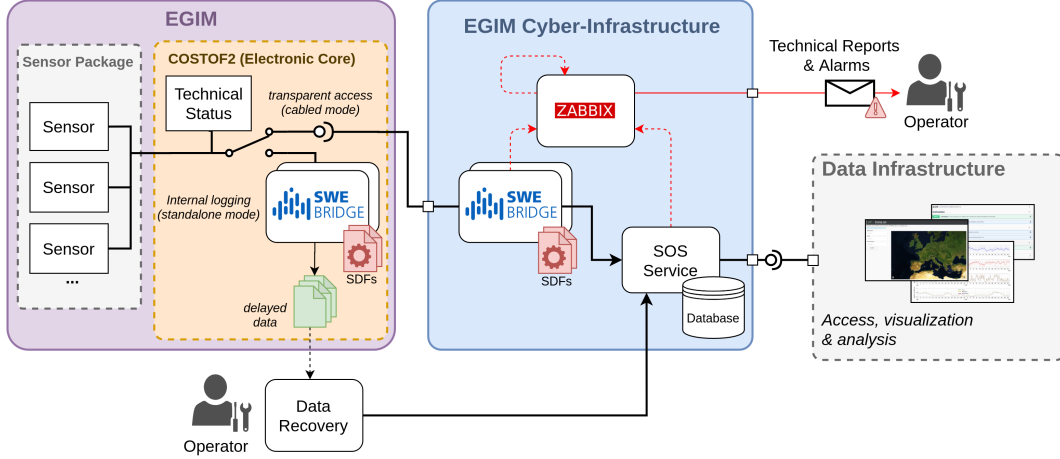 EGIM
Sensor Package
Sensor
Sensor
Sensor
...
COSTOF2 (Electronic Core)
Technical
Status
transparent access
(cabled mode)
Internal logging
(standalone mode)
SWE
BRIDGE
SDFs
delayed
data
Operator
Data
Recovery
EGIM Cyber-Infrastructure
ZABBIX
SWE
BRIDGE
SDFs
SOS
Service
Database
Technical Reports
& Alarms
Operator
Data Infrastructure
Access, visualization
& analysis